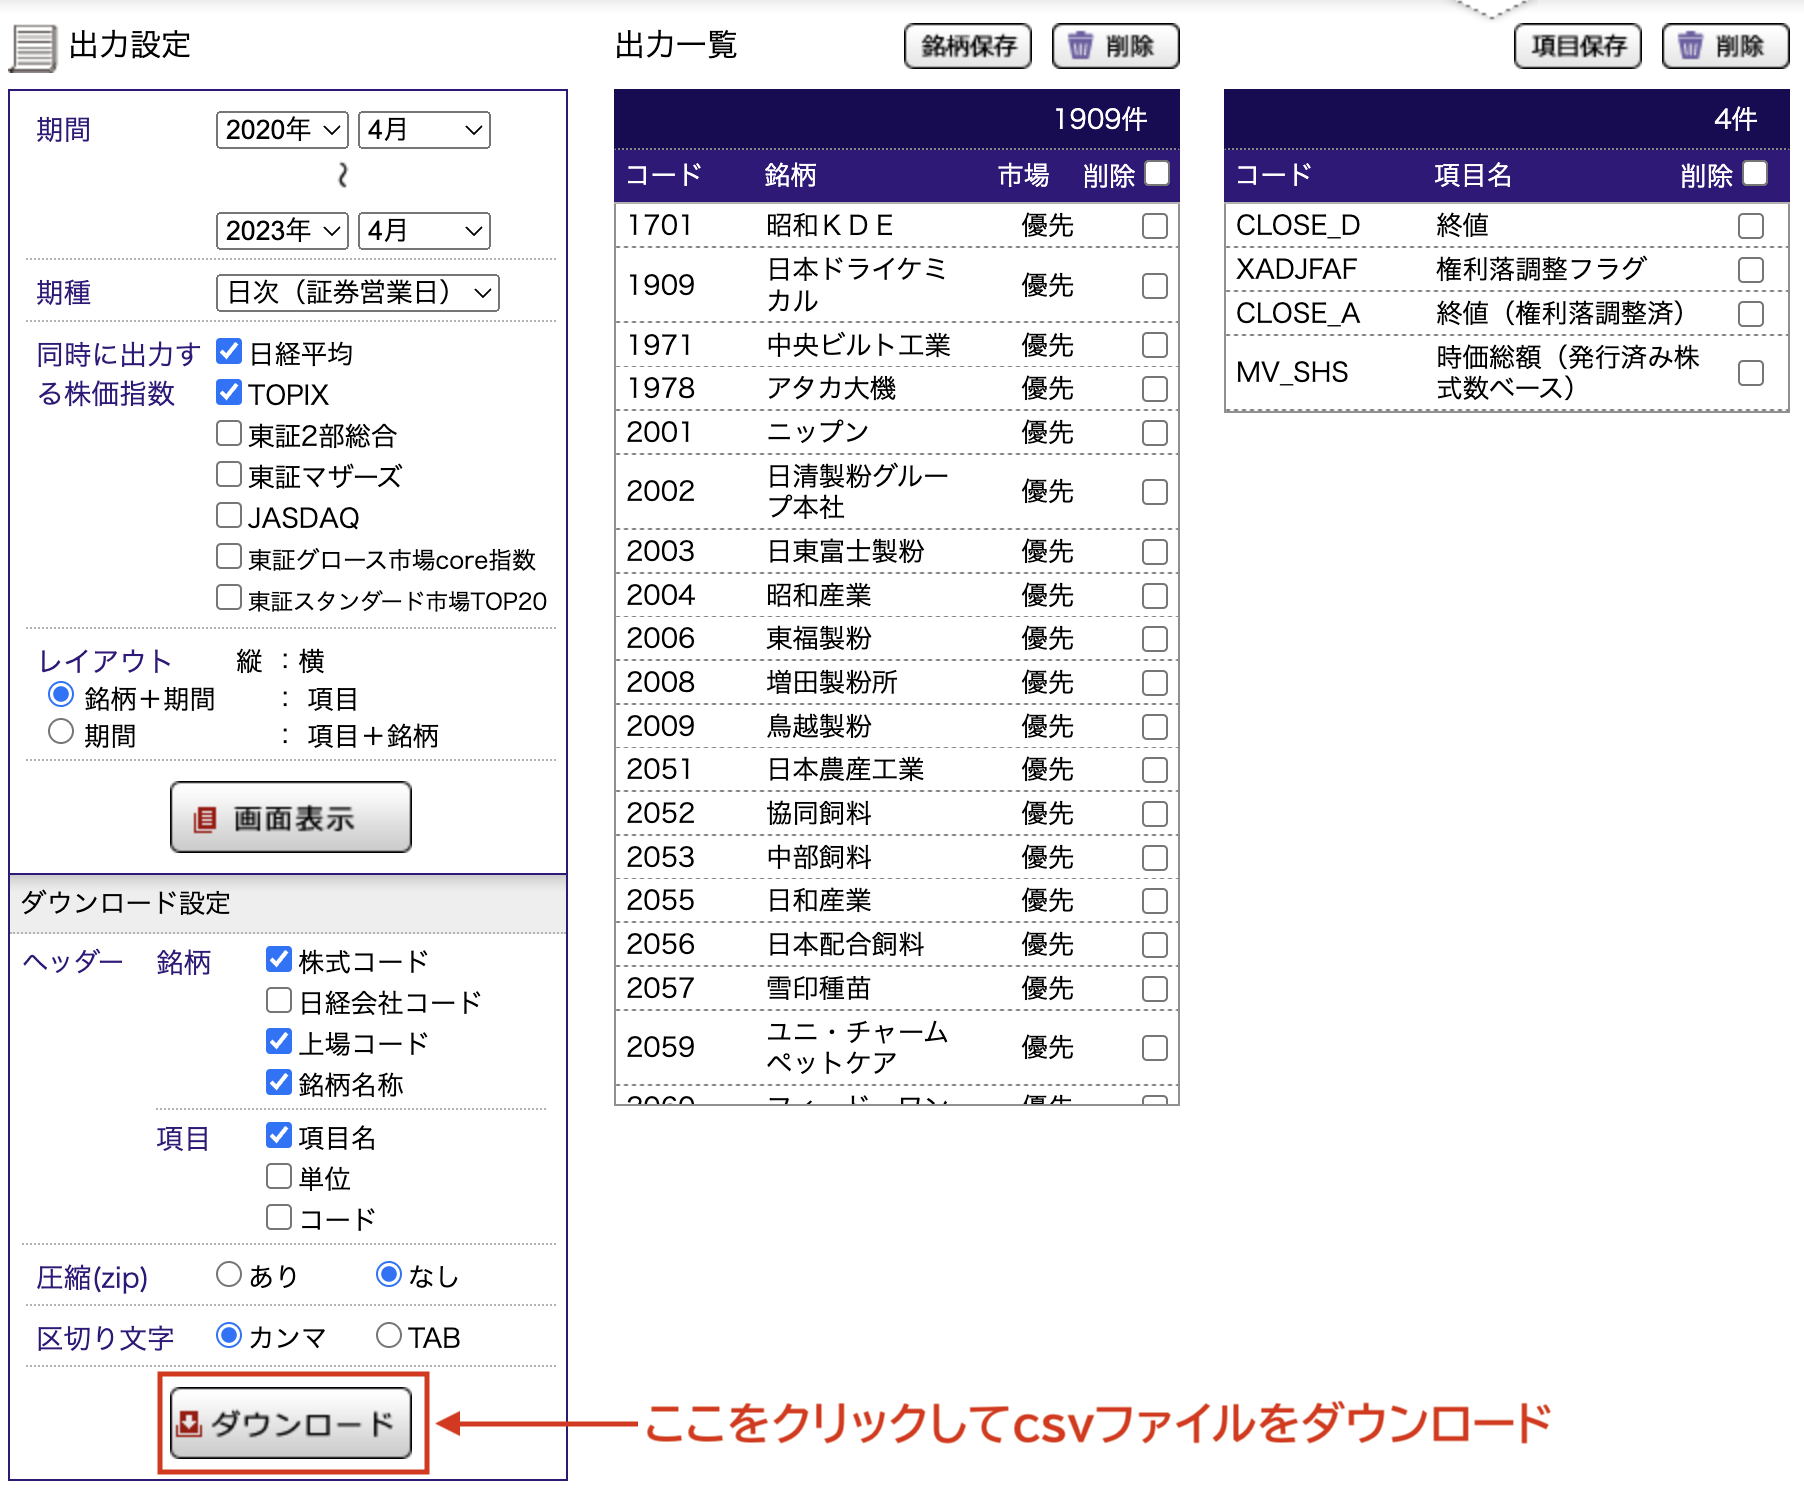 出力設定
期間
2020年
4月
～
2023年
4月
期種
日次（証券営業日）
同時に出力す
る株価指数
日経平均
TOPIX
東証2部総合
東証マザーズ
JASDAQ
東証グロース市場core指数
東証スタンダード市場TOP20
レイアウト 縦 ：横
銘柄＋期間 ： 項目
期間 ： 項目＋銘柄
画面表示
ダウンロード設定
ヘッダー
銘柄
株式コード
日経会社コード
上場コード
銘柄名称
項目
項目名
単位
コード
圧縮(zip) あり なし
区切り文字 カンマ TAB
ダウンロード
ここをクリックしてcsvファイルをダウンロード
出力一覧
銘柄保存
削除
1909件
コード 銘柄 市場 削除
1701 昭和ＫＤＥ 優先
1909 日本ドライケミ
カル 優先
1971 中央ビルト工業 優先
1978 アタカ大機 優先
2001 ニップン 優先
2002 日清製粉グルー
プ本社 優先
2003 日東富士製粉 優先
2004 昭和産業 優先
2006 東福製粉 優先
2008 増田製粉所 優先
2009 鳥越製粉 優先
2051 日本農産工業 優先
2052 協同飼料 優先
2053 中部飼料 優先
2055 日和産業 優先
2056 日本配合飼料 優先
2057 雪印種苗 優先
2059 ユニ・チャーム
ペットケア 優先
2060 フィード・ワン 優先
項目保存
削除
4件
コード 項目名 削除
CLOSE_D 終値
XADJFAF 権利落調整フラグ
CLOSE_A 終値（権利落調整済）
MV_SHS 時価総額（発行済み株
式数ベース）